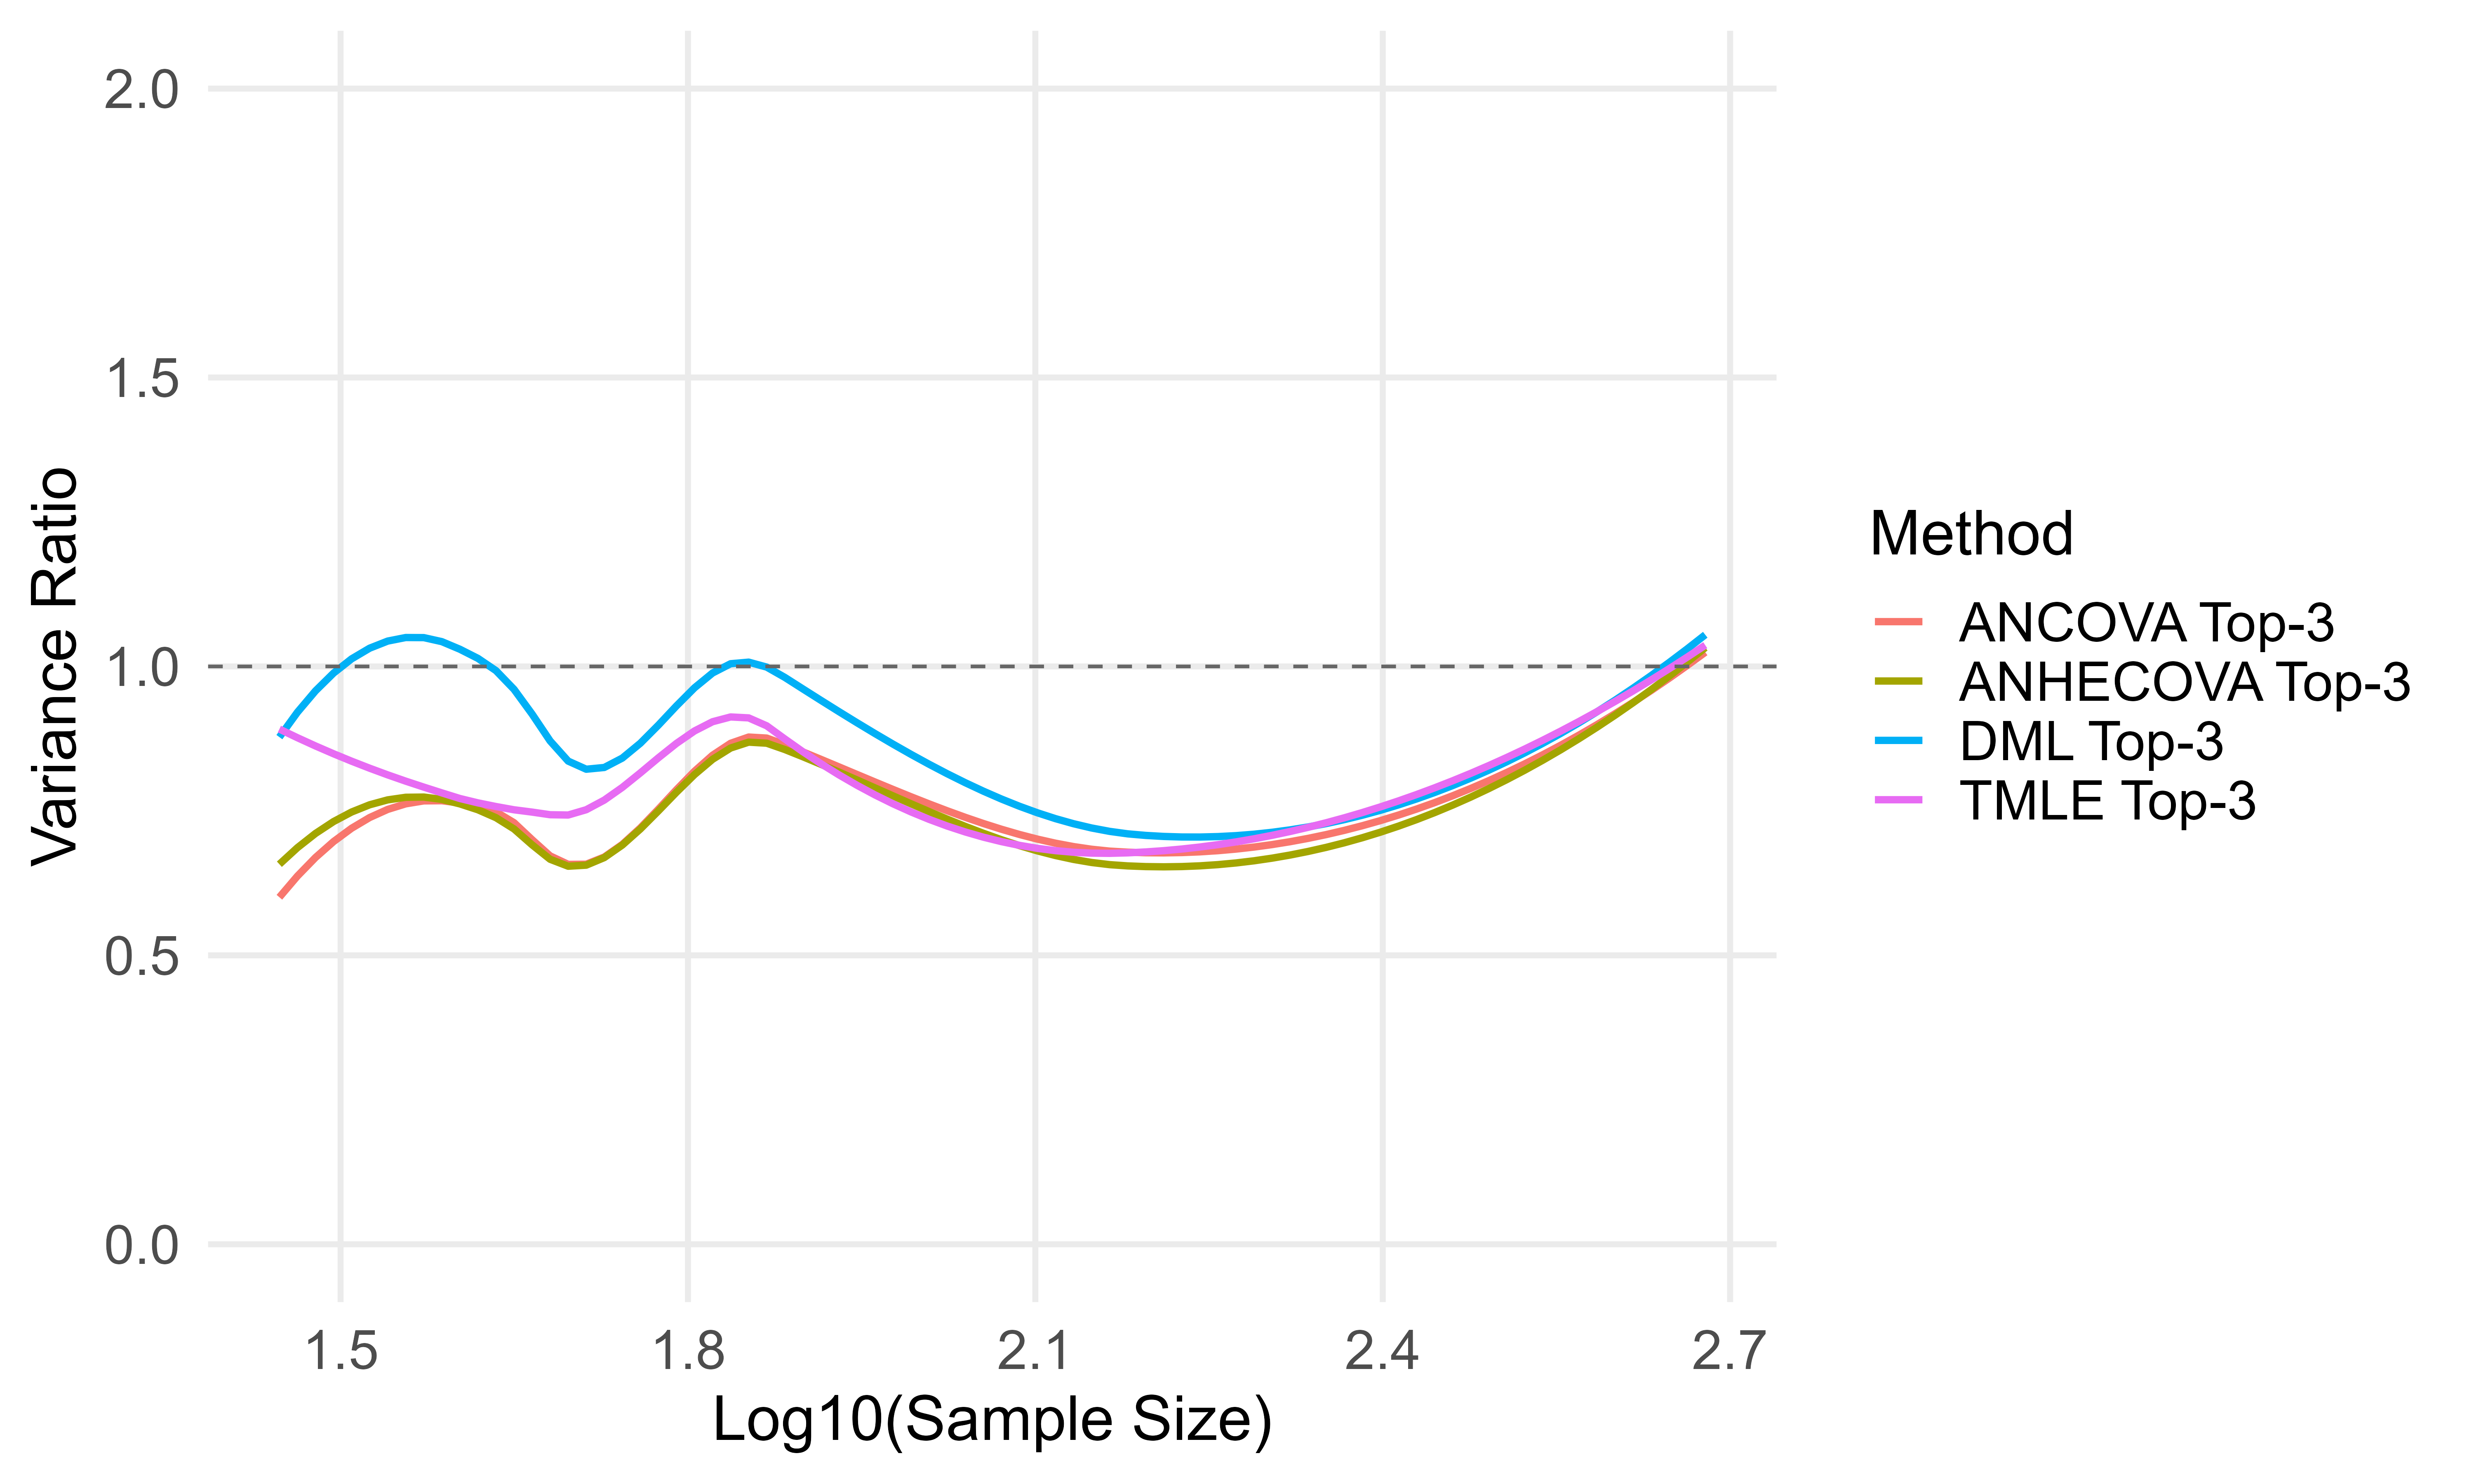 Variance Ratio
2.0
1.5
1.0
0.5
0.0
1.5
1.8
2.1
2.4
2.7
Log10(Sample Size)
Method
ANCOVA Top-3
ANHECOVA Top-3
DML Top-3
TMLE Top-3